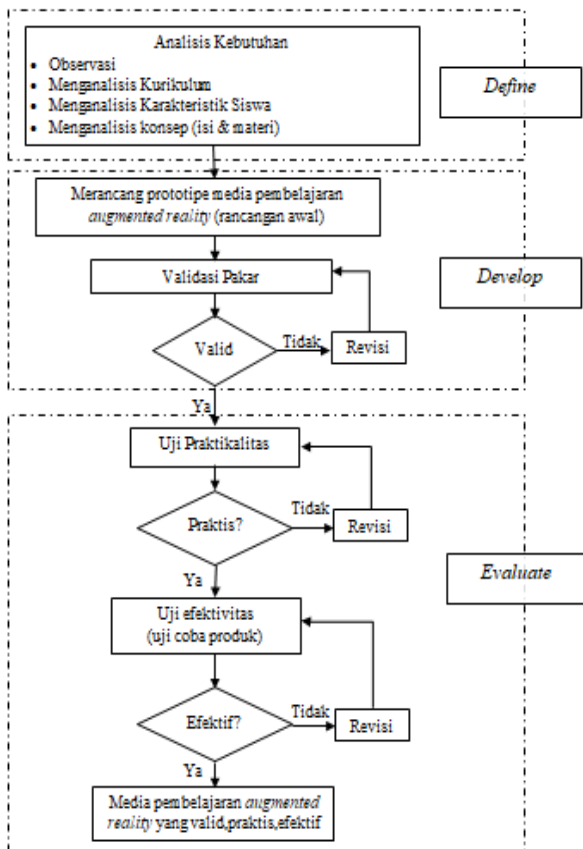 Analisis Kebutuhan
• Observasi
• Menganalisis Kurikulum
• Menganalisis Karakteristik Siswa
• Menganalisis konsep (isi & materi)
Define
Merancang prototipe media pembelajaran
augmented reality (rancangan awal)
Validasi Pakar
Develop
Valid
Tidak
Revisi
Ya
Uji Praktikalitas
Praktis?
Tidak
Revisi
Evaluate
Ya
Uji efektivitas
(uji coba produk)
Efektif?
Tidak
Revisi
Ya
Media pembelajaran augmented
reality yang valid,praktis,efektif